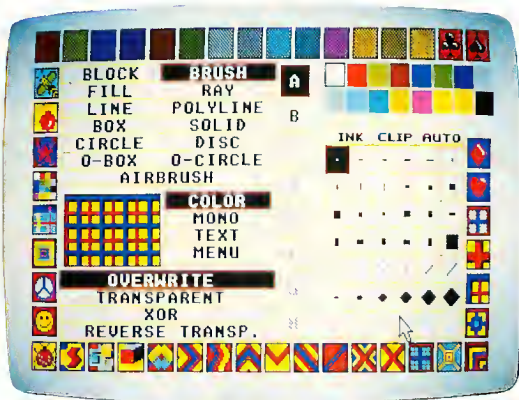 BLOCK BRUSH
FILL RAY
LINE POLYLINE
BOX SOLID
CIRCLE DISC
O-BOX O-CIRCLE
AIRBRUSH
A
B
INK CLIP AUTO
COLOR
MONO
TEXT
MENU
OVERWRITE
TRANSPARENT
XOR
REVERSE TRANSP.